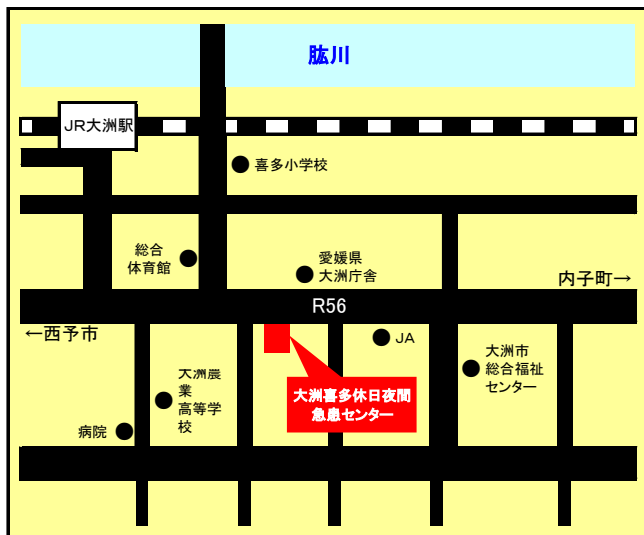 肱川
JR大洲駅
喜多小学校
総合
体育館
愛媛県
大洲庁舎
内子町→
R56
←西予市
JA
大洲農
業
高等学
校
大洲市
総合福祉
センター
大洲喜多休日夜間
急患センター
病院